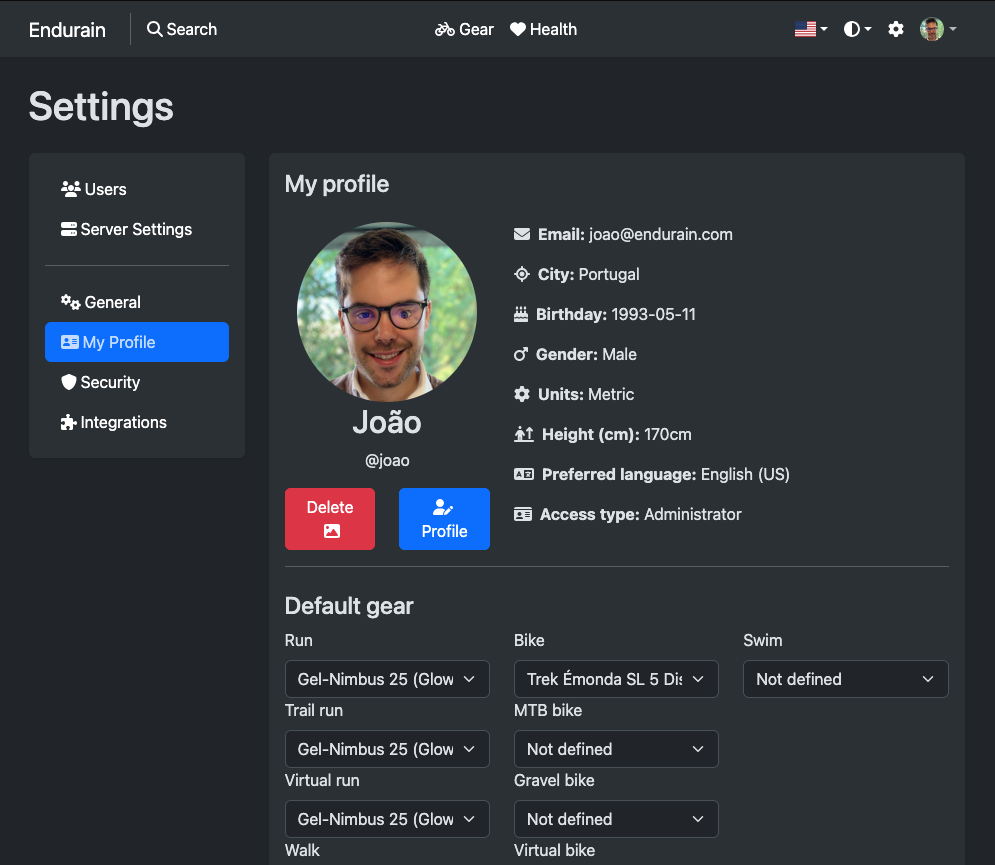 Endurain
Search
Gear
Health
Settings
Users
Server Settings
General
My Profile
Security
Integrations
My profile
João
@joao
Delete
Profile
Email: joao@endurain.com
City: Portugal
Birthday: 1993-05-11
Gender: Male
Units: Metric
Height (cm): 170cm
Preferred language: English (US)
Access type: Administrator
Default gear
Run
Bike
Swim
Gel-Nimbus 25 (Glow
Trek Émonda SL 5 Dis
Not defined
Trail run
MTB bike
Gel-Nimbus 25 (Glow
Not defined
Virtual run
Gravel bike
Gel-Nimbus 25 (Glow
Not defined
Walk
Virtual bike